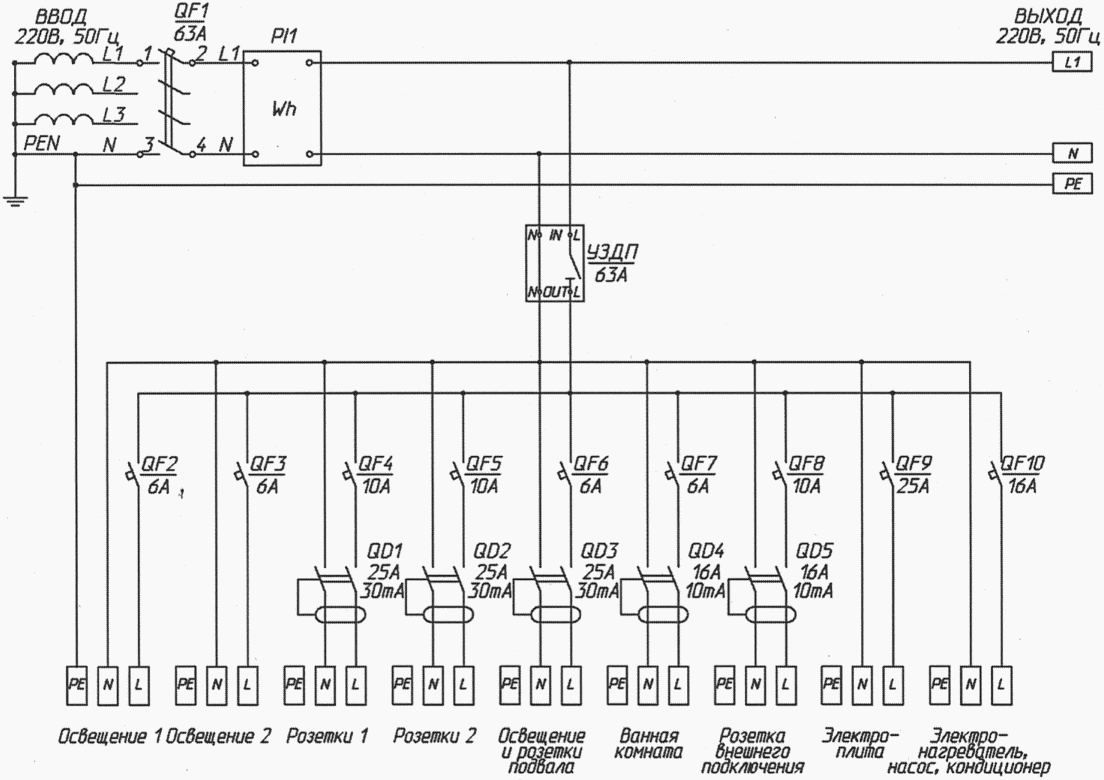 ВВОД
220В, 50Гц
QF1
63А
PI1
ВЫХОД
220В, 50Гц
L1 1 2 L1
L1
L2
Wh
L3
PEN N 3 4 N
N
PE
N IN L
УЗДП
63А
N OUT L
QF2
6А
QF3
6А
QF4
10А
QF5
10А
QF6
6А
QF7
6А
QF8
10А
QF9
25А
QF10
16А
QD1
25А
30mA
QD2
25А
30mA
QD3
25А
30mA
QD4
16А
10mA
QD5
16А
10mA
PE N L
PE N L
PE N L
PE N L
PE N L
PE N L
PE N L
PE N L
PE N L
Освещение 1
Освещение 2
Розетки 1
Розетки 2
Освещение
и розетки
подвала
Ванная
комната
Розетка
внешнего
подключения
Электро-
плита
Электро-
нагреватель,
насос, кондиционер